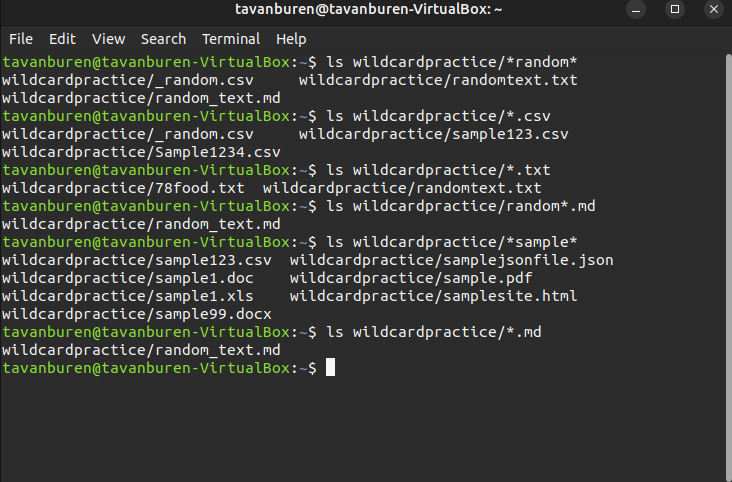 tavanburen@tavanburen-VirtualBox: ~
File Edit View Search Terminal Help
tavanburen@tavanburen-VirtualBox:~$ ls wildcardpractice/*random*
wildcardpractice/_random.csv     wildcardpractice/randomtext.txt
wildcardpractice/random_text.md
tavanburen@tavanburen-VirtualBox:~$ ls wildcardpractice/*.csv
wildcardpractice/_random.csv     wildcardpractice/sample123.csv
wildcardpractice/Sample1234.csv
tavanburen@tavanburen-VirtualBox:~$ ls wildcardpractice/*.txt
wildcardpractice/78food.txt  wildcardpractice/randomtext.txt
tavanburen@tavanburen-VirtualBox:~$ ls wildcardpractice/random*.md
wildcardpractice/random_text.md
tavanburen@tavanburen-VirtualBox:~$ ls wildcardpractice/*sample*
wildcardpractice/sample123.csv  wildcardpractice/samplejsonfile.json
wildcardpractice/sample1.doc    wildcardpractice/sample.pdf
wildcardpractice/sample1.xls    wildcardpractice/samplesite.html
wildcardpractice/sample99.docx
tavanburen@tavanburen-VirtualBox:~$ ls wildcardpractice/*.md
wildcardpractice/random_text.md
tavanburen@tavanburen-VirtualBox:~$